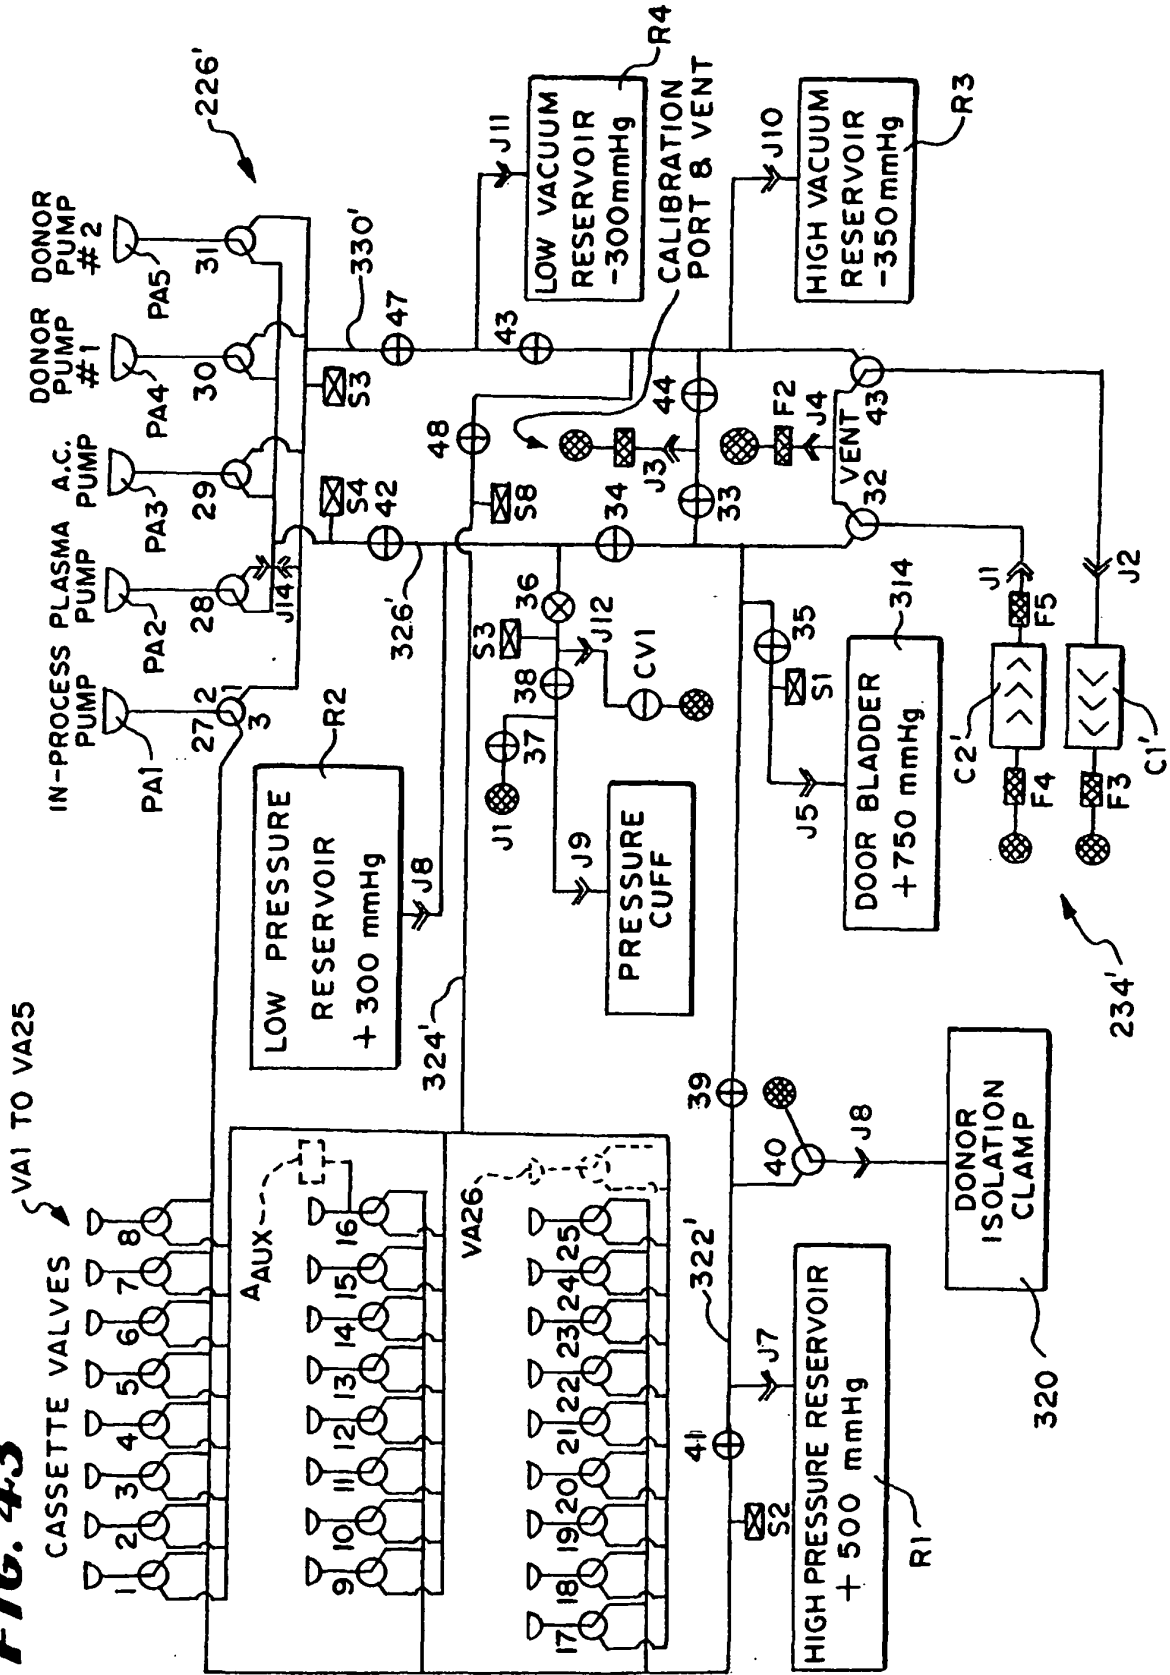 FIG. 43
CASSETTE VALVES
VA1 TO VA25
1
2
3
4
5
6
7
8
AAUX
9
10
11
12
13
14
15
16
VA26
17
18
19
20
21
22
23
24
25
IN-PROCESS
PUMP
PLASMA
PUMP
A.C.
PUMP
DONOR
PUMP
#1
DONOR
PUMP
#2
226'
PA1
PA2
PA3
PA4
PA5
27
2
1
3
28
29
30
31
J14
S4
S3
330'
42
47
326'
LOW PRESSURE
RESERVOIR
+300 mmHg
R2
J8
324'
48
S8
43
J11
LOW VACUUM
RESERVOIR
-300mmHg
R4
CALIBRATION
PORT & VENT
J1
37
38
S3
36
J12
CV1
34
J3
33
44
J9
PRESSURE
CUFF
F2
J4
VENT
32
43
J10
HIGH VACUUM
RESERVOIR
-350mmHg
R3
39
40
J8
DONOR
ISOLATION
CLAMP
320
35
S1
J5
DOOR BLADDER
+750 mmHg
314
322'
41
S2
J7
HIGH PRESSURE RESERVOIR
+ 500 mmHg
R1
C2'
F4
F5
J1
F3
C1'
J2
234'